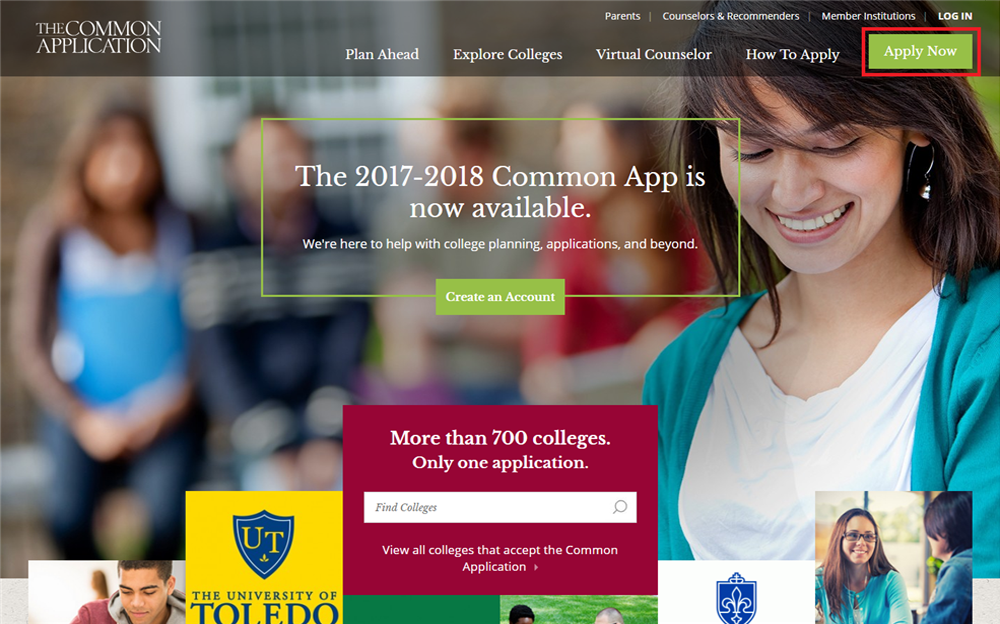 THE COMMON
APPLICATION
Parents | Counselors & Recommenders | Member Institutions | LOG IN
Plan Ahead Explore Colleges Virtual Counselor How To Apply Apply Now
The 2017-2018 Common App is
now available.
We're here to help with college planning, applications, and beyond.
Create an Account
More than 700 colleges.
Only one application.
Find Colleges
View all colleges that accept the Common
Application
UT
THE UNIVERSITY OF
TOLEDO